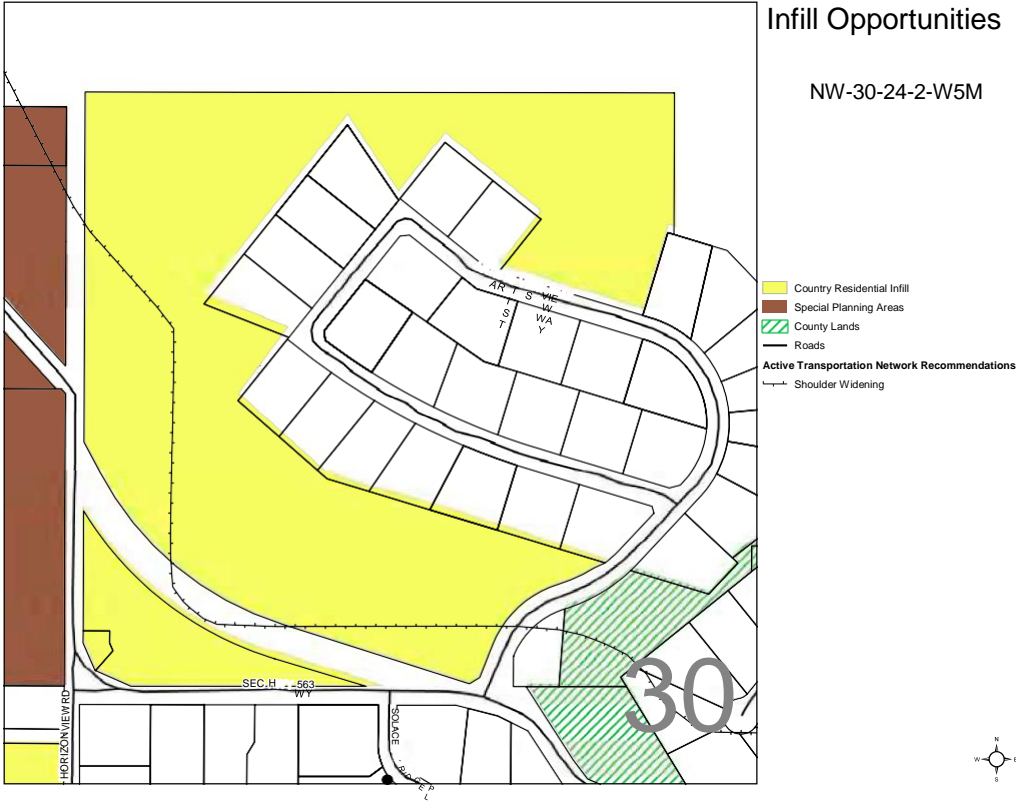 Infill Opportunities
NW-30-24-2-W5M
Country Residential Infill
Special Planning Areas
County Lands
Roads
Active Transportation Network Recommendations
Shoulder Widening
ARTIST
VIEW
WAY
30
SEC.H 563
WY
HORIZON VIEW RD
SOLACE
N
W E
S